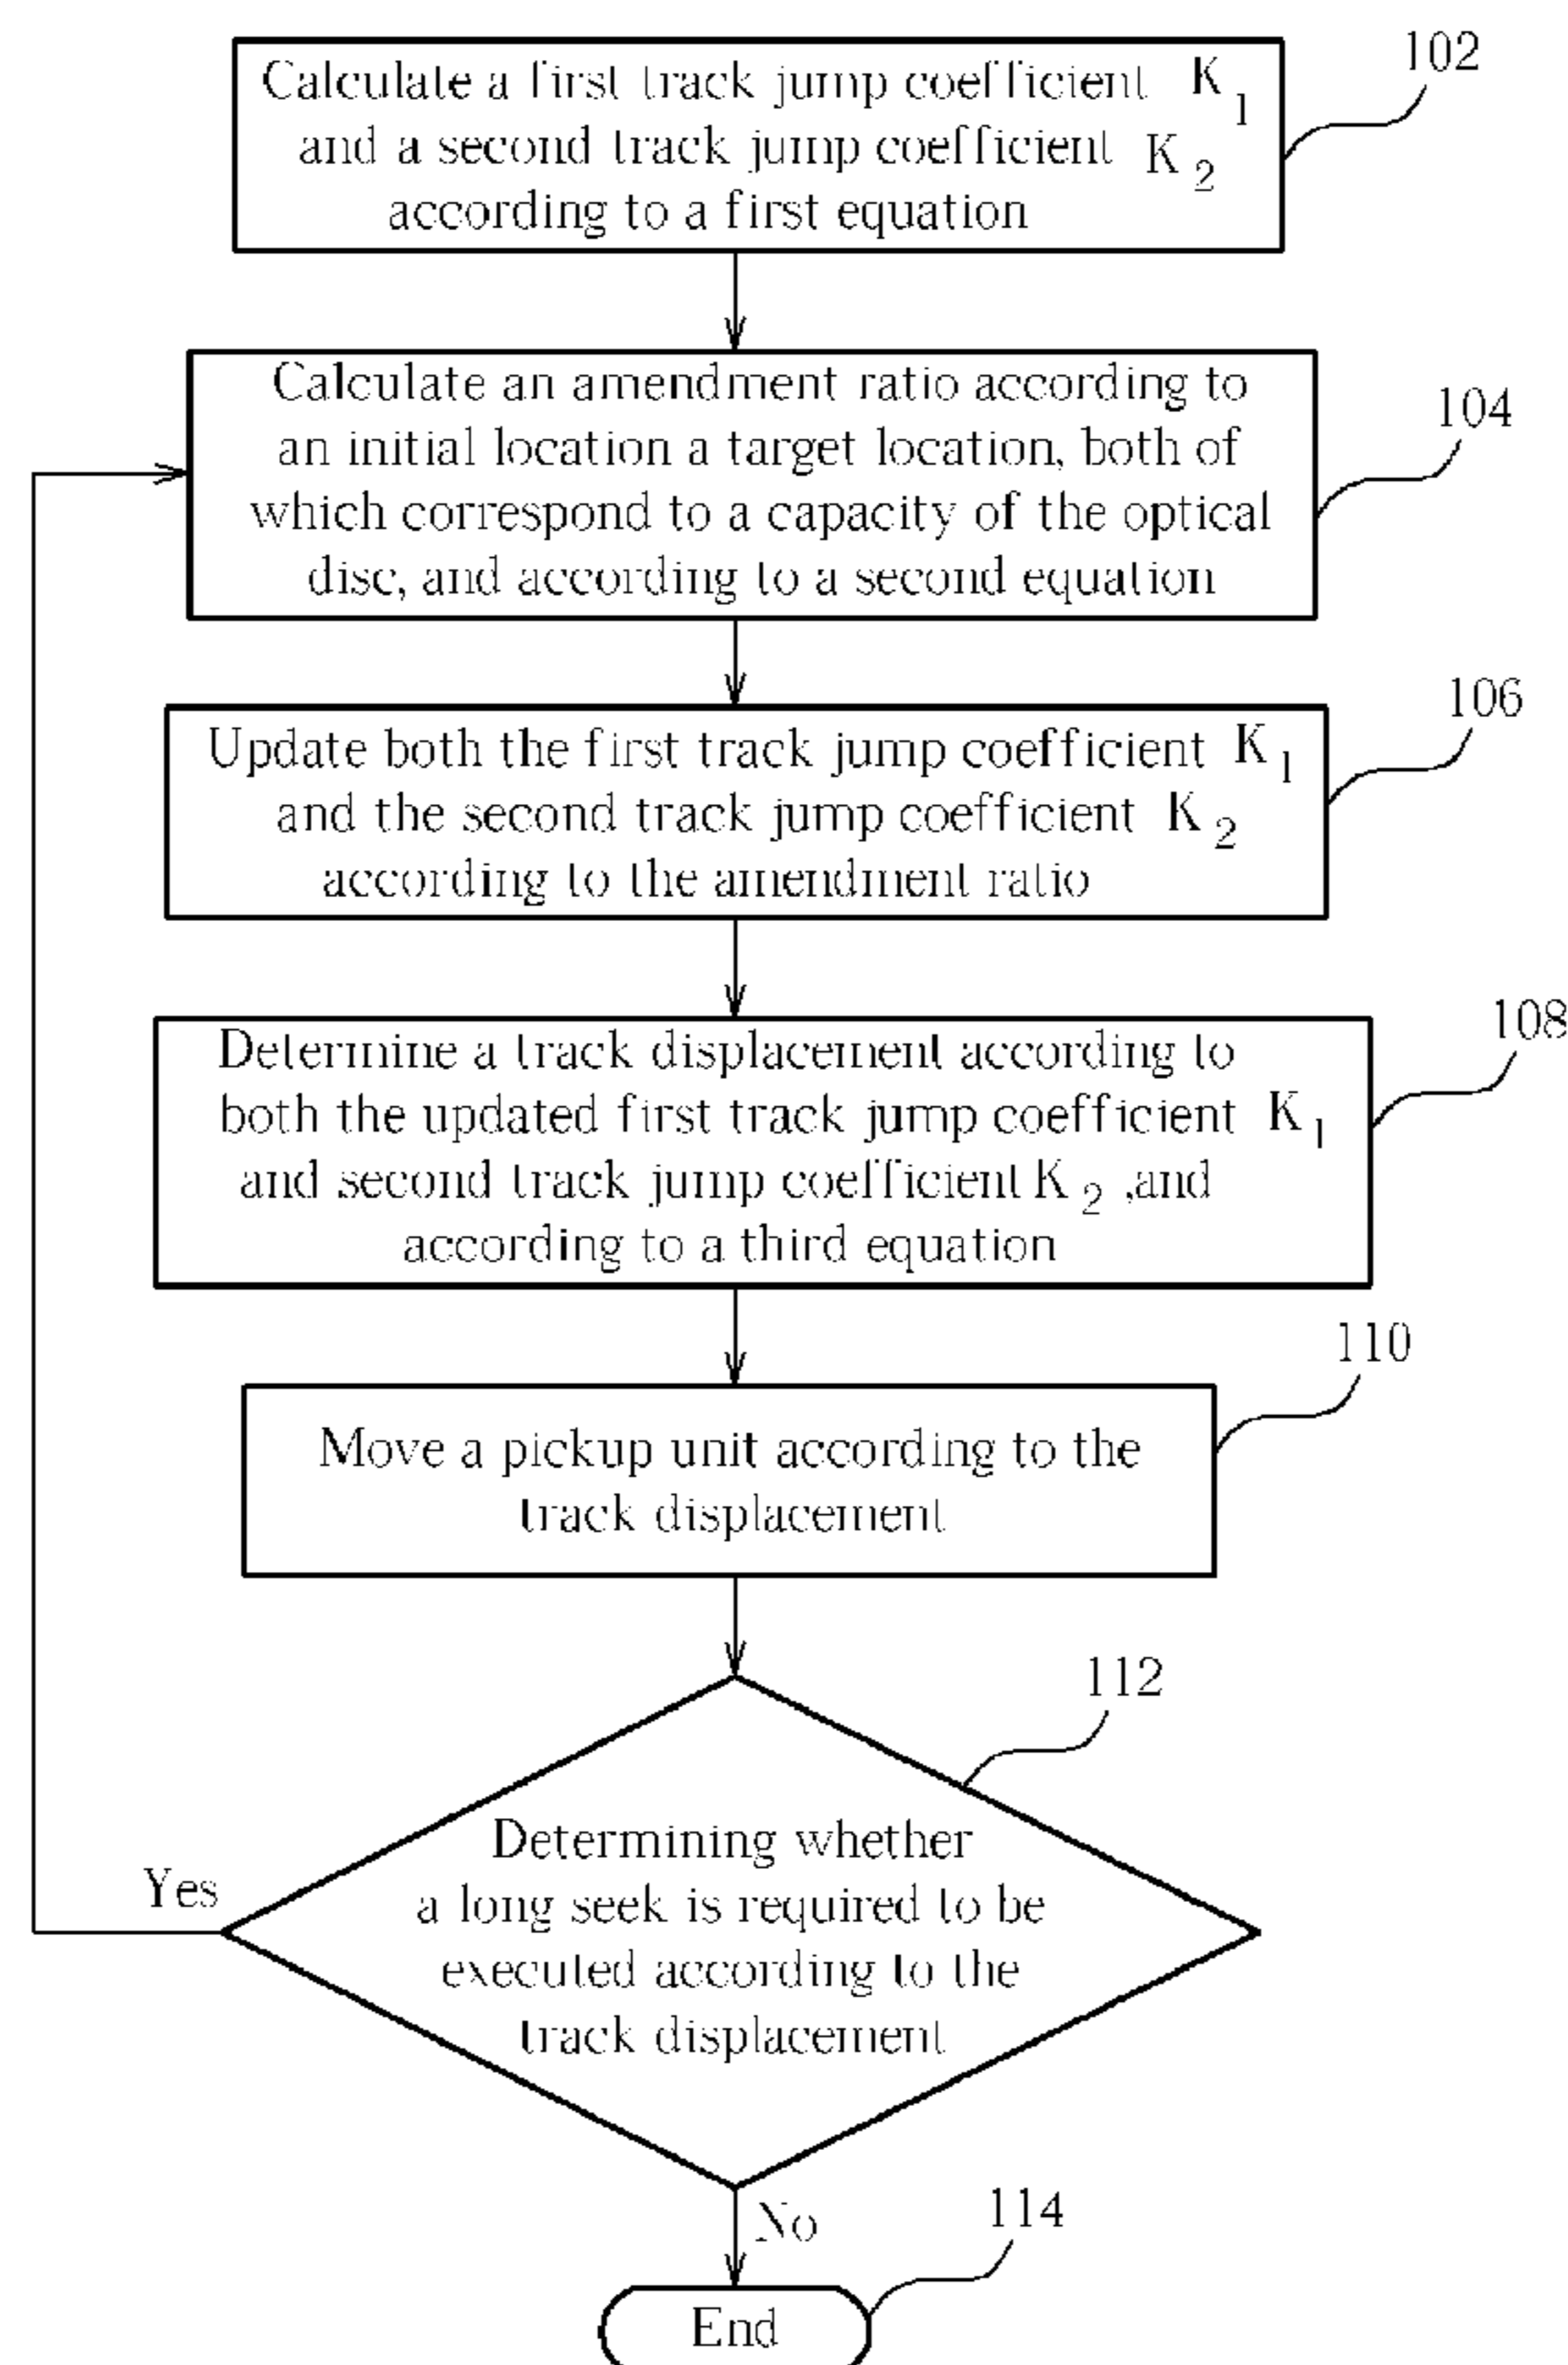 102
Calculate a first track jump coefficient K1
and a second track jump coefficient K2
according to a first equation
104
Calculate an amendment ratio according to
an initial location a target location, both of
which correspond to a capacity of the optical
disc, and according to a second equation
106
Update both the first track jump coefficient K1
and the second track jump coefficient K2
according to the amendment ratio
108
Determine a track displacement according to
both the updated first track jump coefficient K1
and second track jump coefficient K2 ,and
according to a third equation
110
Move a pickup unit according to the
track displacement
112
Determining whether
a long seek is required to be
executed according to the
track displacement
Yes
No
114
End